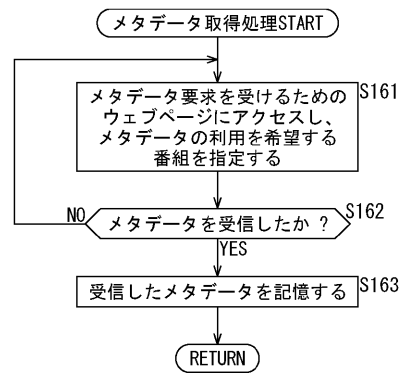 メタデータ取得処理START
メタデータ要求を受けるための
ウェブページにアクセスし、
メタデータの利用を希望する
番組を指定する
S161
メタデータを受信したか ?
S162
NO
YES
受信したメタデータを記憶する
S163
RETURN